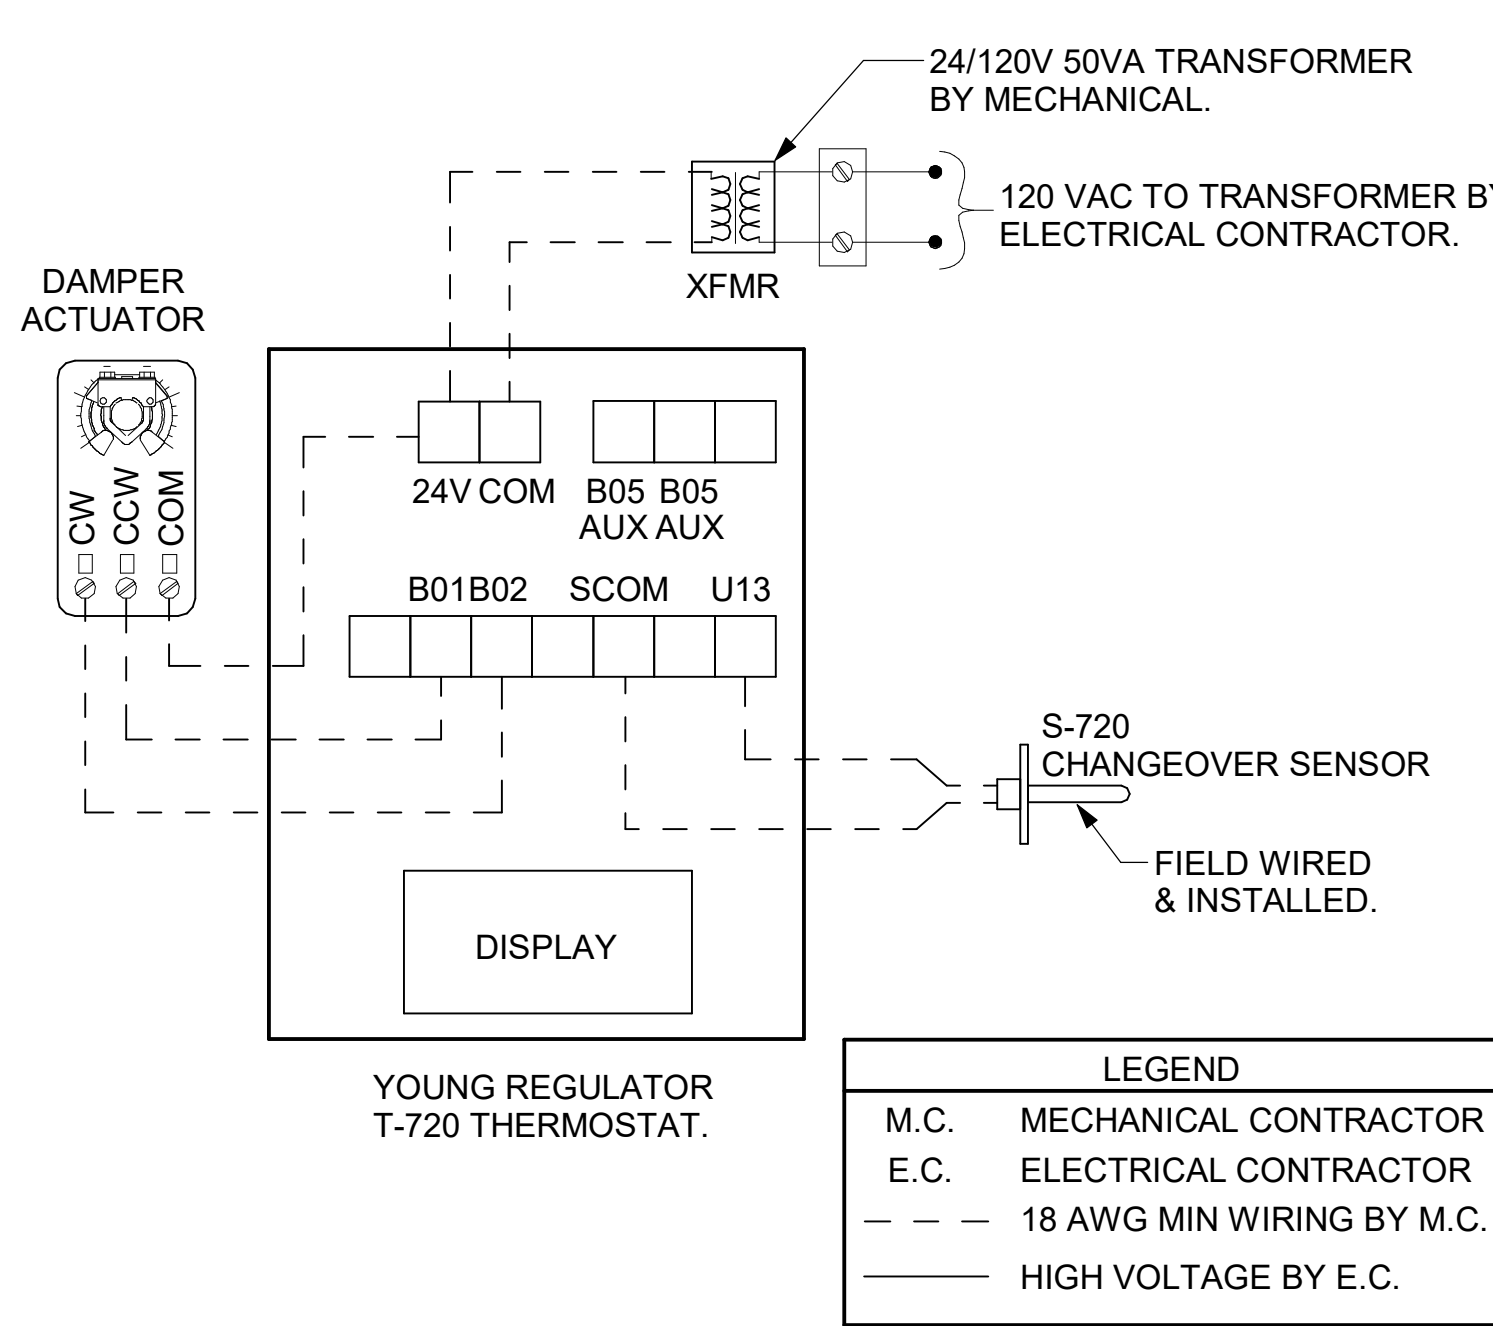 24/120V 50VA TRANSFORMER
BY MECHANICAL.
120 VAC TO TRANSFORMER BY
ELECTRICAL CONTRACTOR.
XFMR
DAMPER
ACTUATOR
CW
CCW
COM
24V COM
B05 B05
AUX AUX
B01 B02 SCOM U13
S-720
CHANGEOVER SENSOR
FIELD WIRED
& INSTALLED.
DISPLAY
YOUNG REGULATOR
T-720 THERMOSTAT.
LEGEND
M.C. MECHANICAL CONTRACTOR
E.C. ELECTRICAL CONTRACTOR
18 AWG MIN WIRING BY M.C.
HIGH VOLTAGE BY E.C.